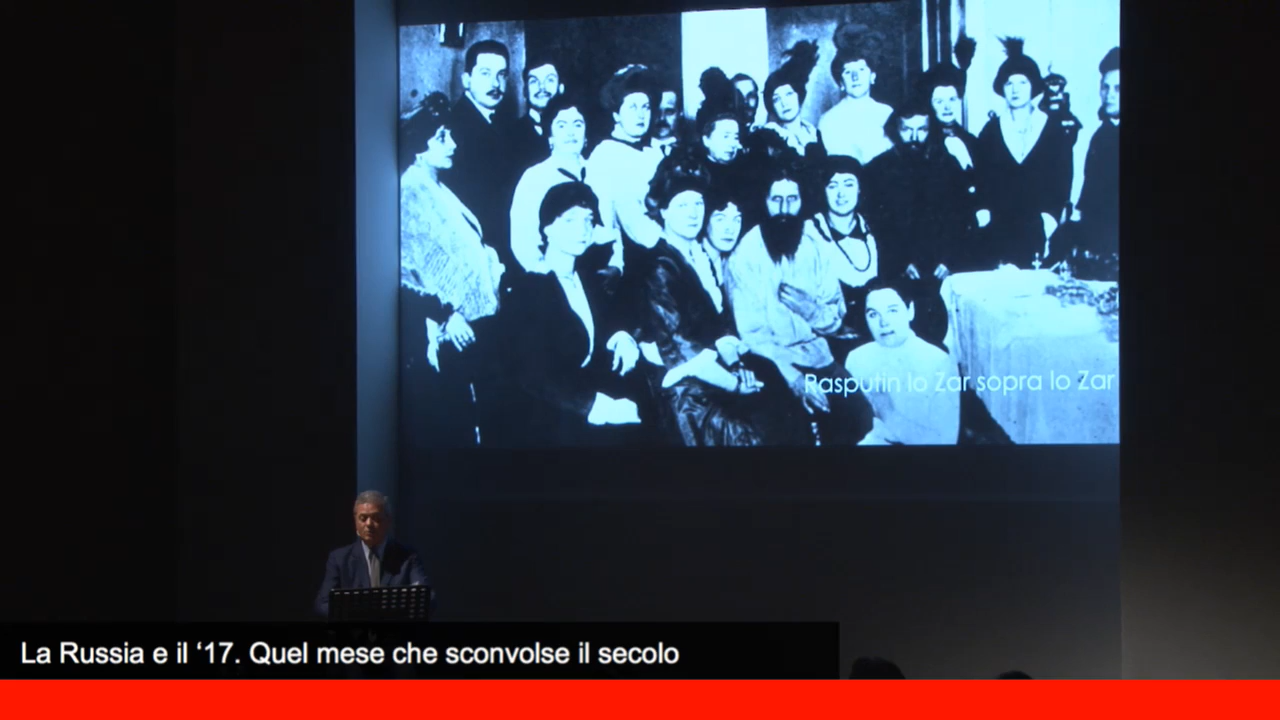 Rasputin lo Zar sopra lo Zar
La Russia e il ‘17. Quel mese che sconvolse il secolo